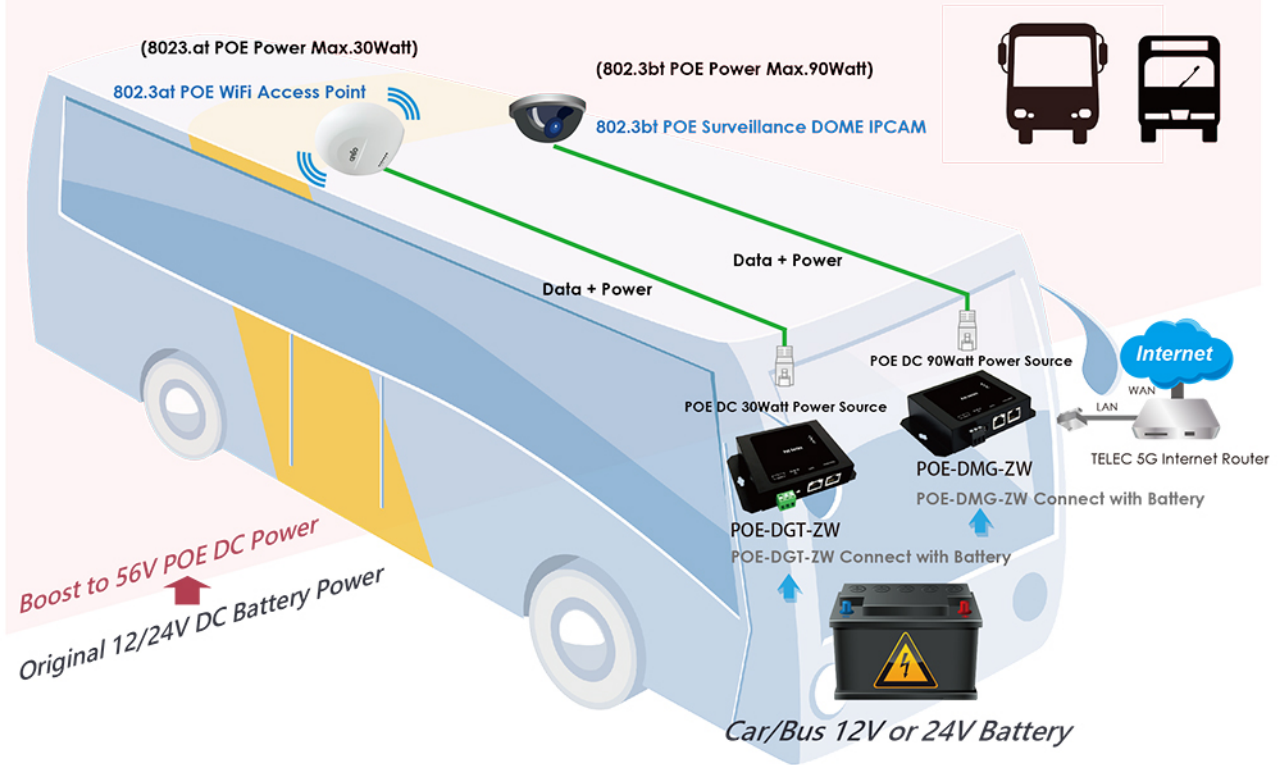 (8023.at POE Power Max.30Watt)
802.3at POE WiFi Access Point
(802.3bt POE Power Max.90Watt)
802.3bt POE Surveillance DOME IPCAM
Data + Power
Data + Power
POE DC 90Watt Power Source
POE DC 30Watt Power Source
Internet
WAN
LAN
TELEC 5G Internet Router
POE-DMG-ZW
POE-DMG-ZW Connect with Battery
POE-DGT-ZW
POE-DGT-ZW Connect with Battery
Boost to 56V POE DC Power
Original 12/24V DC Battery Power
Car/Bus 12V or 24V Battery